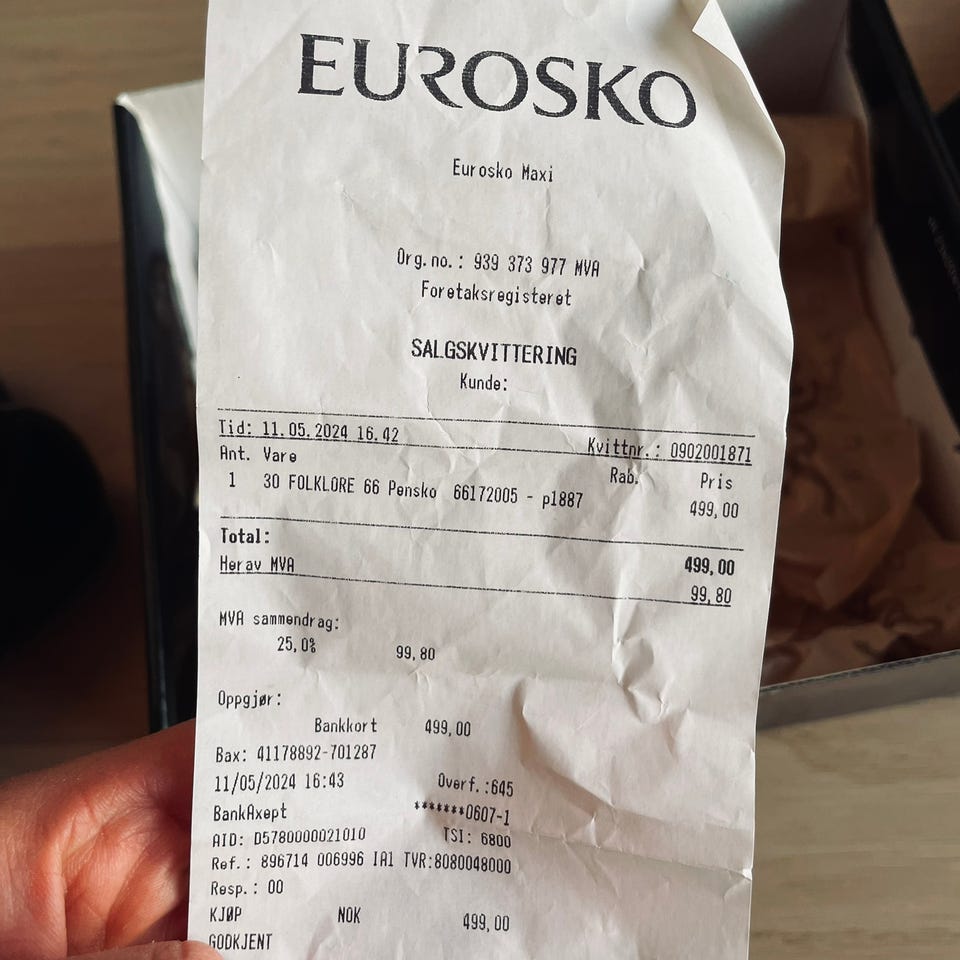 EUROSKO
Eurosko Maxi
Org.no.: 939 373 977 MVA
Foretaksregisteret
SALGSKVITTERING
Kunde:
Tid: 11.05.2024 16.42 Kvittnr.: 0902001871
Ant. Vare Rab. Pris
1 30 FOLKLORE 66 Pensko 66172005 - p1887 499,00
Total: 499,00
Herav MVA 99,80
MVA sammendrag:
25,0% 99,80
Oppgjør:
Bankkort 499,00
Bax: 41178892-701287
11/05/2024 16:43 Overf.:645
BankAxept *******0607-1
AID: D5780000021010 TSI: 6800
Ref.: 896714 006996 IA1 TVR:8080048000
Resp.: 00
KJØP NOK 499,00
GODKJENT